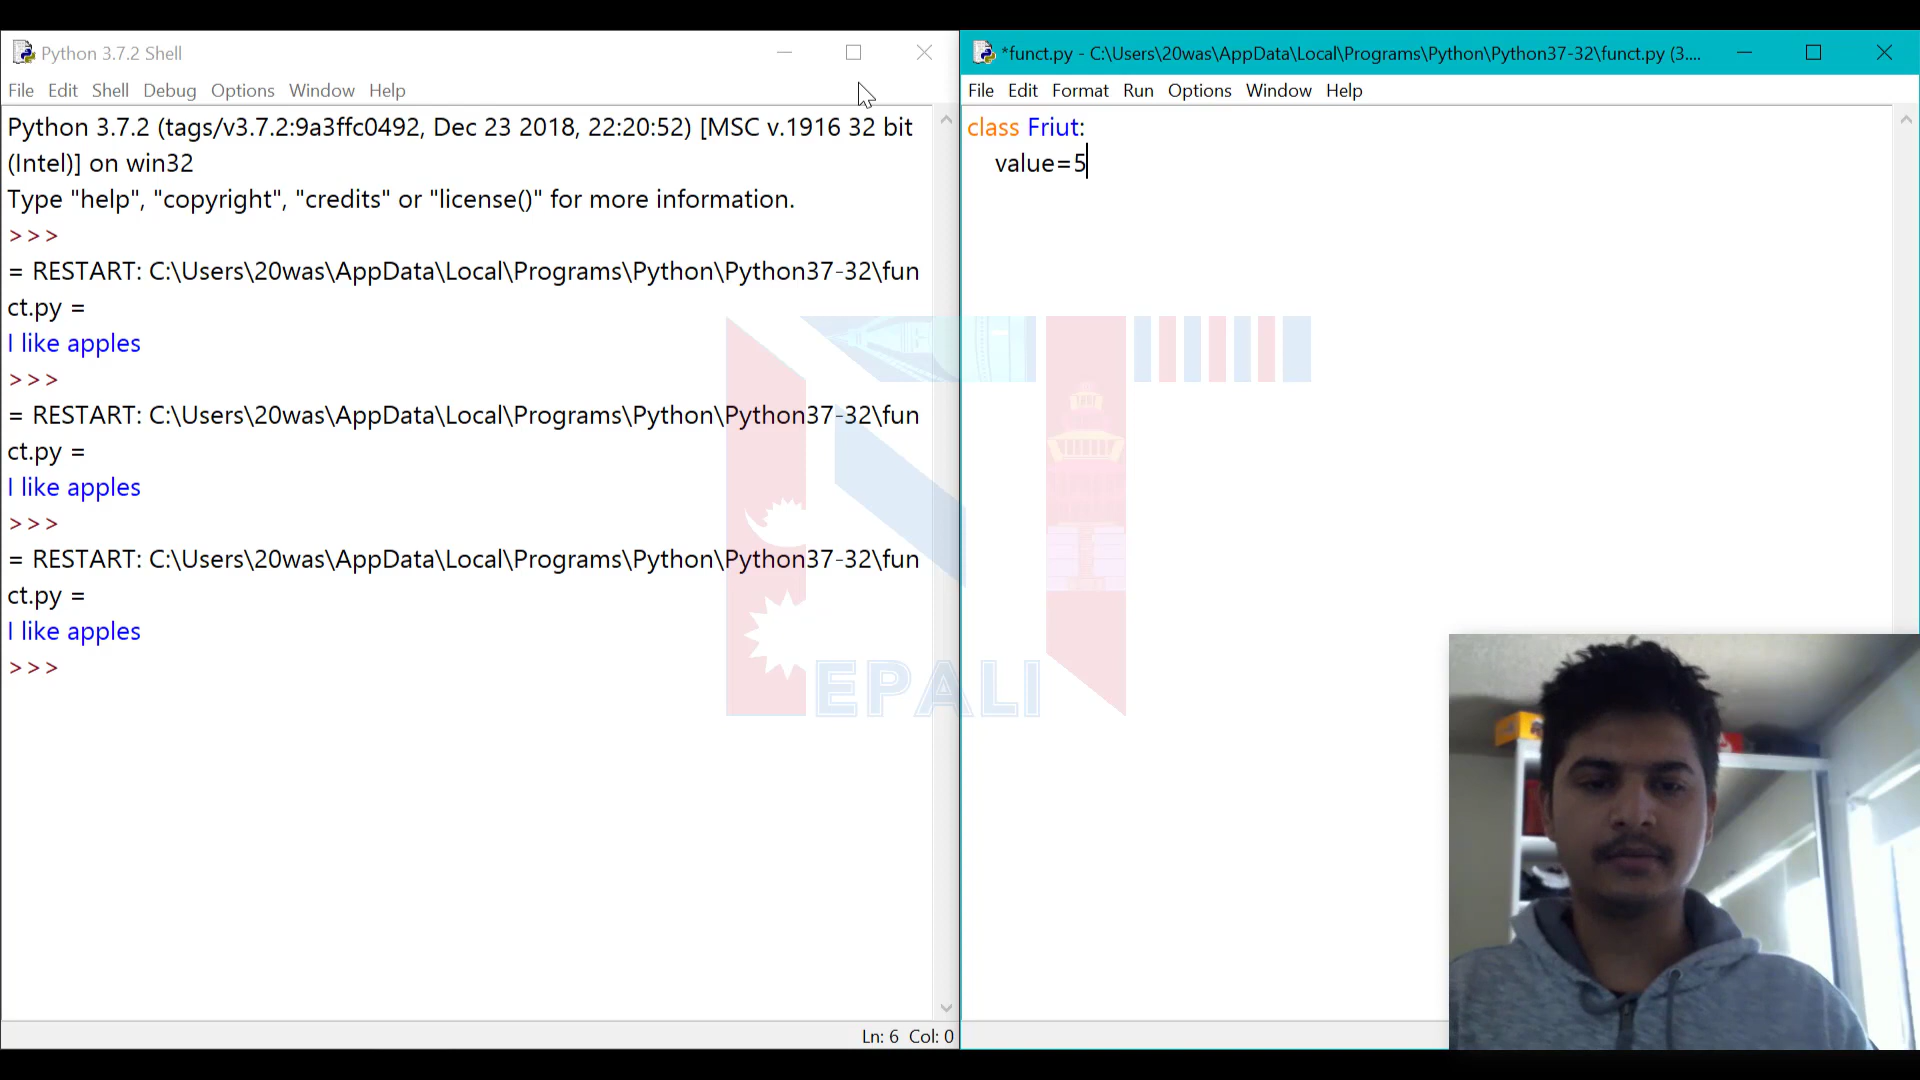 Python 3.7.2 Shell
File Edit Shell Debug Options Window Help
Python 3.7.2 (tags/v3.7.2:9a3ffc0492, Dec 23 2018, 22:20:52) [MSC v.1916 32 bit
(Intel)] on win32
Type "help", "copyright", "credits" or "license()" for more information.
>>>
= RESTART: C:\Users\20was\AppData\Local\Programs\Python\Python37-32\fun
ct.py =
I like apples
>>>
= RESTART: C:\Users\20was\AppData\Local\Programs\Python\Python37-32\fun
ct.py =
I like apples
>>>
= RESTART: C:\Users\20was\AppData\Local\Programs\Python\Python37-32\fun
ct.py =
I like apples
>>>
Ln: 6 Col: 0
*funct.py - C:\Users\20was\AppData\Local\Programs\Python\Python37-32\funct.py (3....
File Edit Format Run Options Window Help
class Friut:
value=5
EPALI